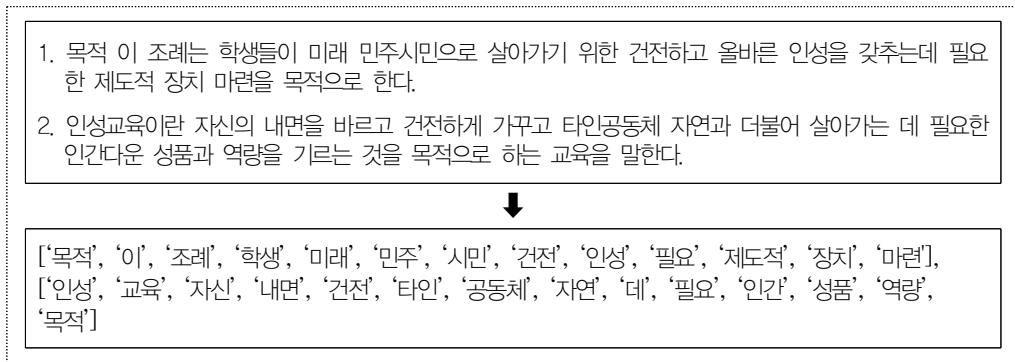 1. 목적 이 조례는 학생들이 미래 민주시민으로 살아가기 위한 건전하고 올바른 인성을 갖추는데 필요
한 제도적 장치 마련을 목적으로 한다.
2. 인성교육이란 자신의 내면을 바르고 건전하게 가꾸고 타인공동체 자연과 더불어 살아가는 데 필요한
인간다운 성품과 역량을 기르는 것을 목적으로 하는 교육을 말한다.
[‘목적’, ‘이’, ‘조례’, ‘학생’, ‘미래’, ‘민주’, ‘시민’, ‘건전’, ‘인성’, ‘필요’, ‘제도적’, ‘장치’, ‘마련'],
[‘인성’, ‘교육’, ‘자신’, ‘내면’, ‘건전’, ‘타인’, ‘공동체’, ‘자연’, ‘데’, ‘필요’, ‘인간’, ‘성품’, ‘역량’,
‘목적’]